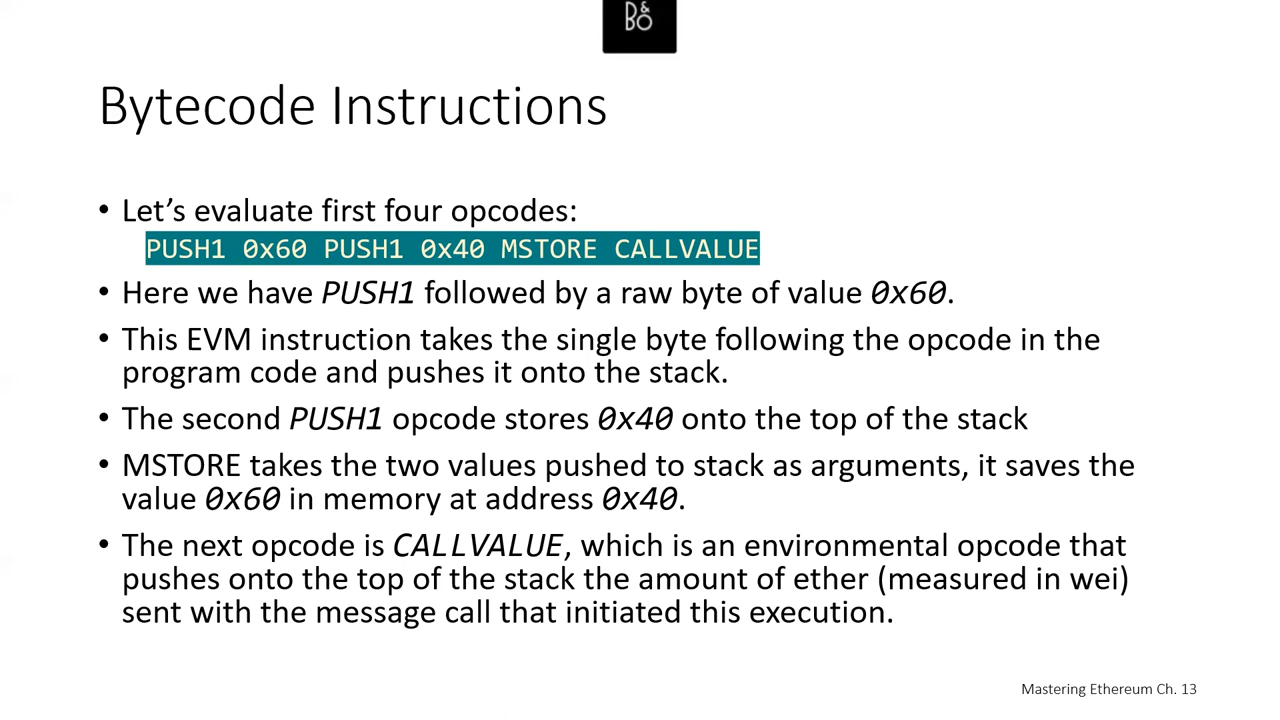 D&
BO
Bytecode Instructions
• Let’s evaluate first four opcodes:
PUSH1 0x60 PUSH1 0x40 MSTORE CALLVALUE
• Here we have PUSH1 followed by a raw byte of value 0x60.
• This EVM instruction takes the single byte following the opcode in the
program code and pushes it onto the stack.
• The second PUSH1 opcode stores 0x40 onto the top of the stack
• MSTORE takes the two values pushed to stack as arguments, it saves the
value 0x60 in memory at address 0x40.
• The next opcode is CALLVALUE, which is an environmental opcode that
pushes onto the top of the stack the amount of ether (measured in wei)
sent with the message call that initiated this execution.
Mastering Ethereum Ch. 13